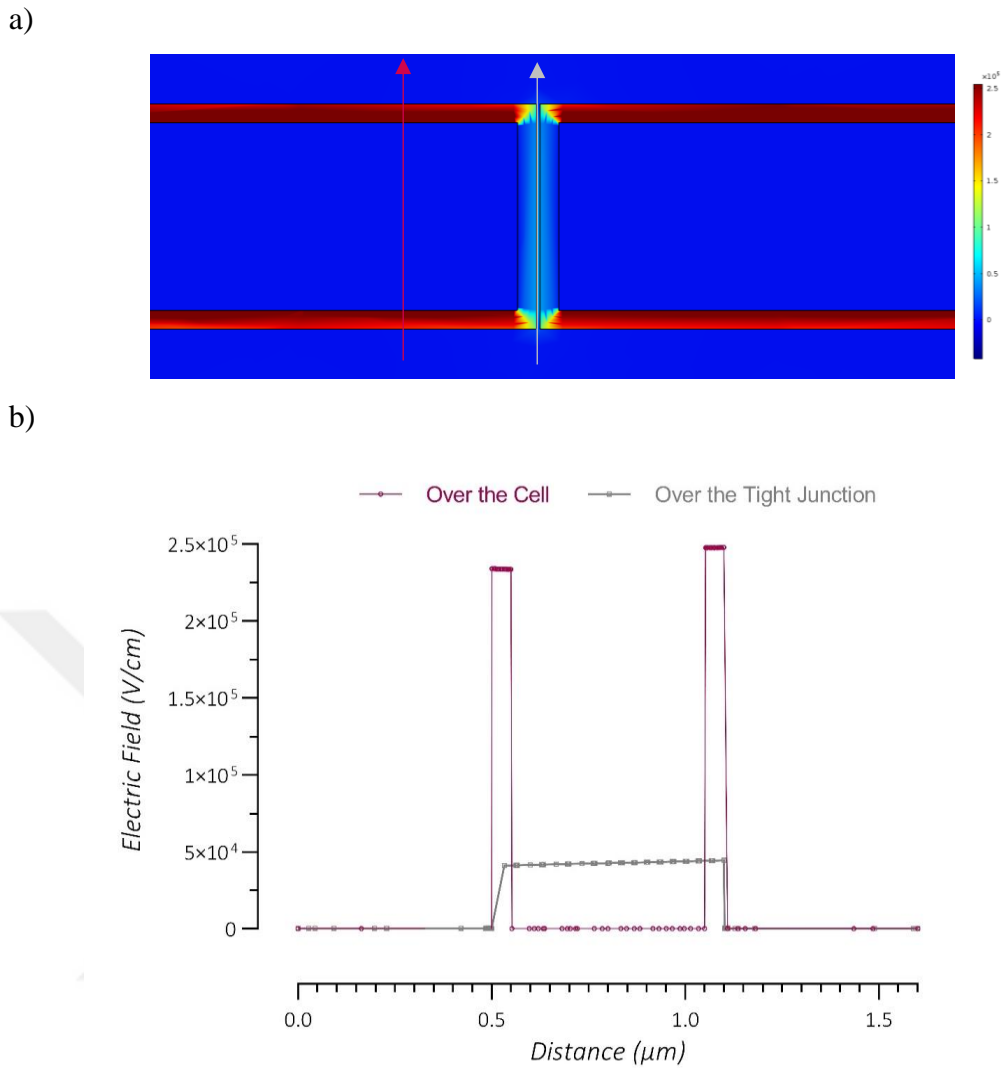 a)
×10⁵
2.5
2
1.5
1
0.5
0
b)
Over the Cell Over the Tight Junction
2.5×10⁵
2×10⁵
1.5×10⁵
1×10⁵
5×10⁴
0
Electric Field (V/cm)
0.0 0.5 1.0 1.5
Distance (μm)